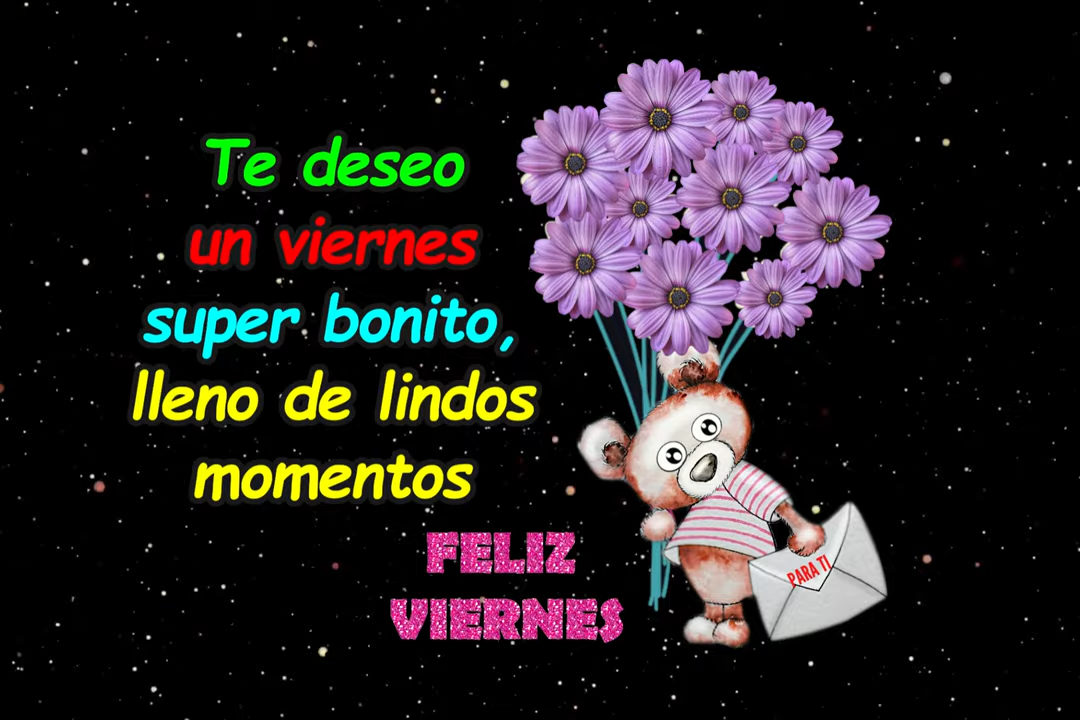 Te deseo
un viernes
super bonito,
lleno de lindos
momentos
FELIZ
VIERNES
PARA TI